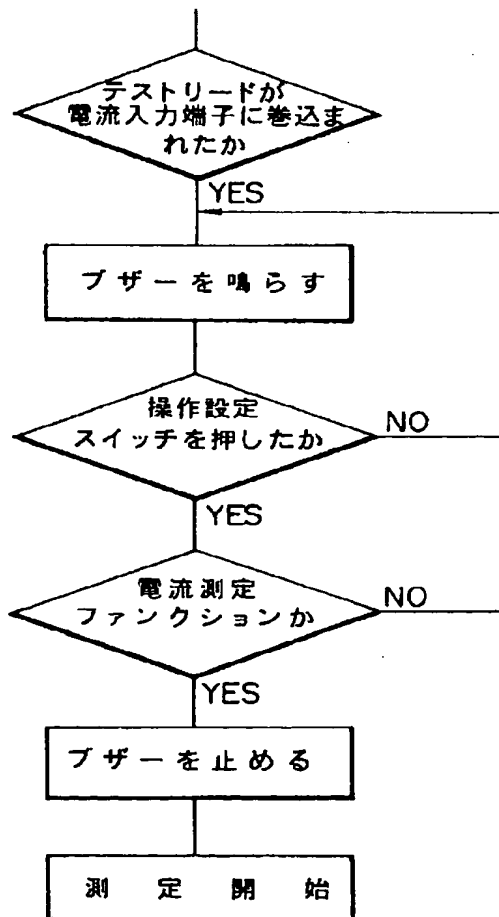 テストリードが
電流入力端子に巻込ま
れたか
YES
ブザーを鳴らす
操作設定
スイッチを押したか
NO
YES
電流測定
ファンクションか
NO
YES
ブザーを止める
測定開始